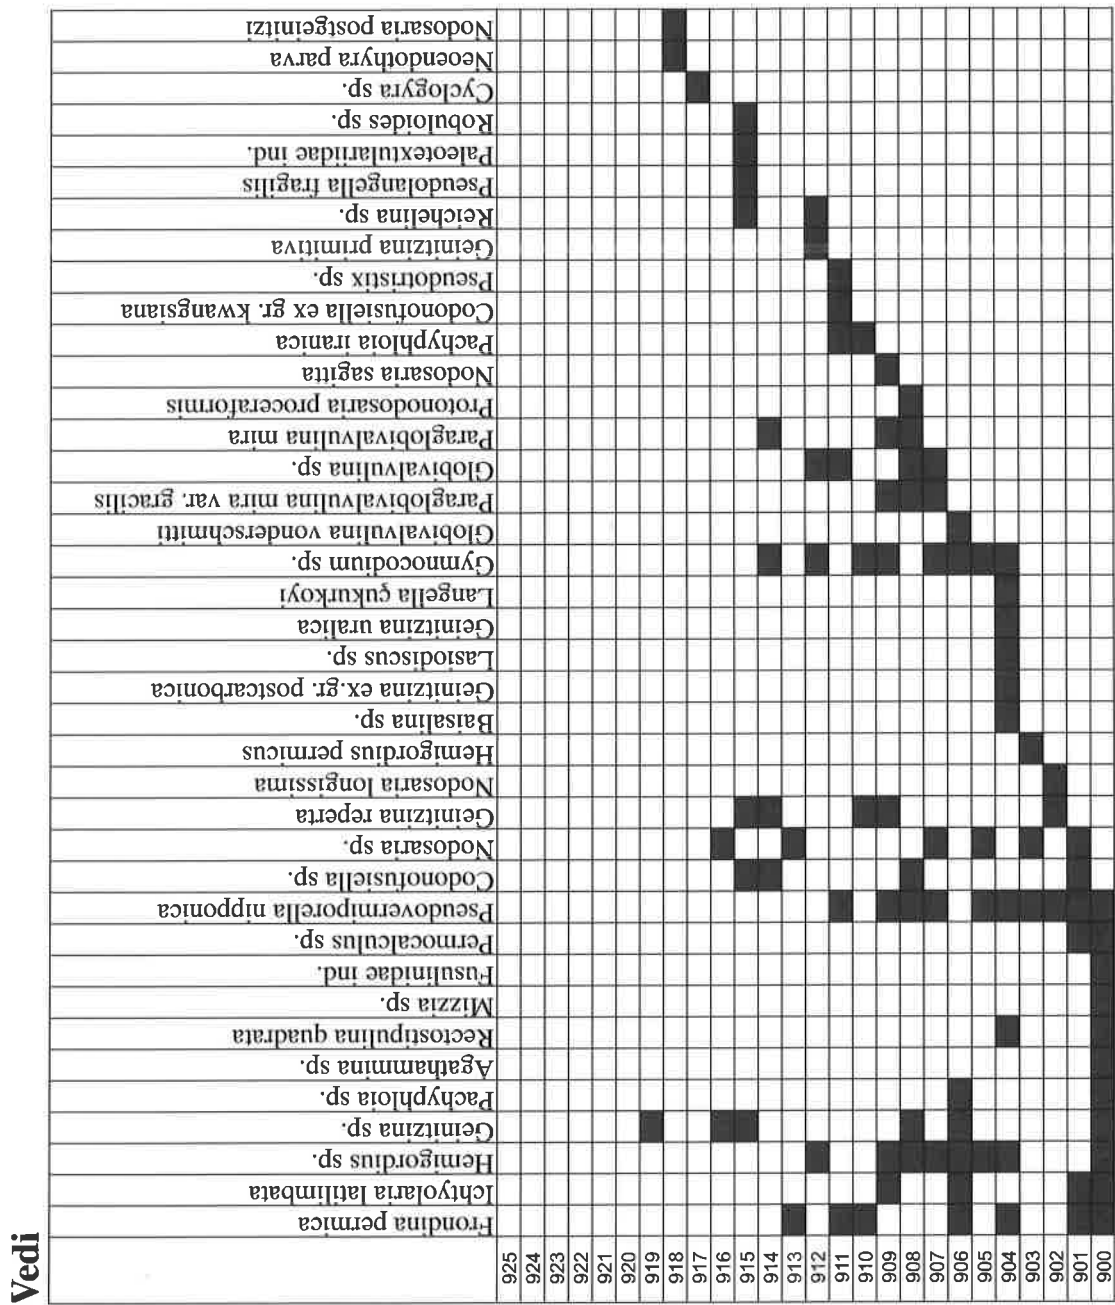 Vedi
Nodosaria postgeinitzi
Neoendothyra parva
Cyclogyra sp.
Robuloides sp.
Paleotextulariidae ind.
Pseudolangella fragilis
Reichelina sp.
Geinitzina primitiva
Pseudotristix sp.
Codonofusiella ex gr. kwangsiana
Pachyphloia iranica
Nodosaria sagitta
Protonodosaria proceraformis
Paraglobivalvulina mira
Globivalvulina sp.
Paraglobivalvulina mira var. gracilis
Globivalvulina vonderschmitti
Gymnocodium sp.
Langella çukurkoyi
Geinitzina uralica
Lasiodiscus sp.
Geinitzina ex.gr. postcarbonica
Baisalina sp.
Hemigordius permicus
Nodosaria longissima
Geinitzina reperta
Nodosaria sp.
Codonofusiella sp.
Pseudovermiporella nipponica
Permocalculus sp.
Fusulinidae ind.
Mizzia sp.
Rectostipulina quadrata
Agathammina sp.
Pachyphloia sp.
Geinitzina sp.
Hemigordius sp.
Ichtyolaria latilimbata
Frondina permica
925
924
923
922
921
920
919
918
917
916
915
914
913
912
911
910
909
908
907
906
905
904
903
902
901
900